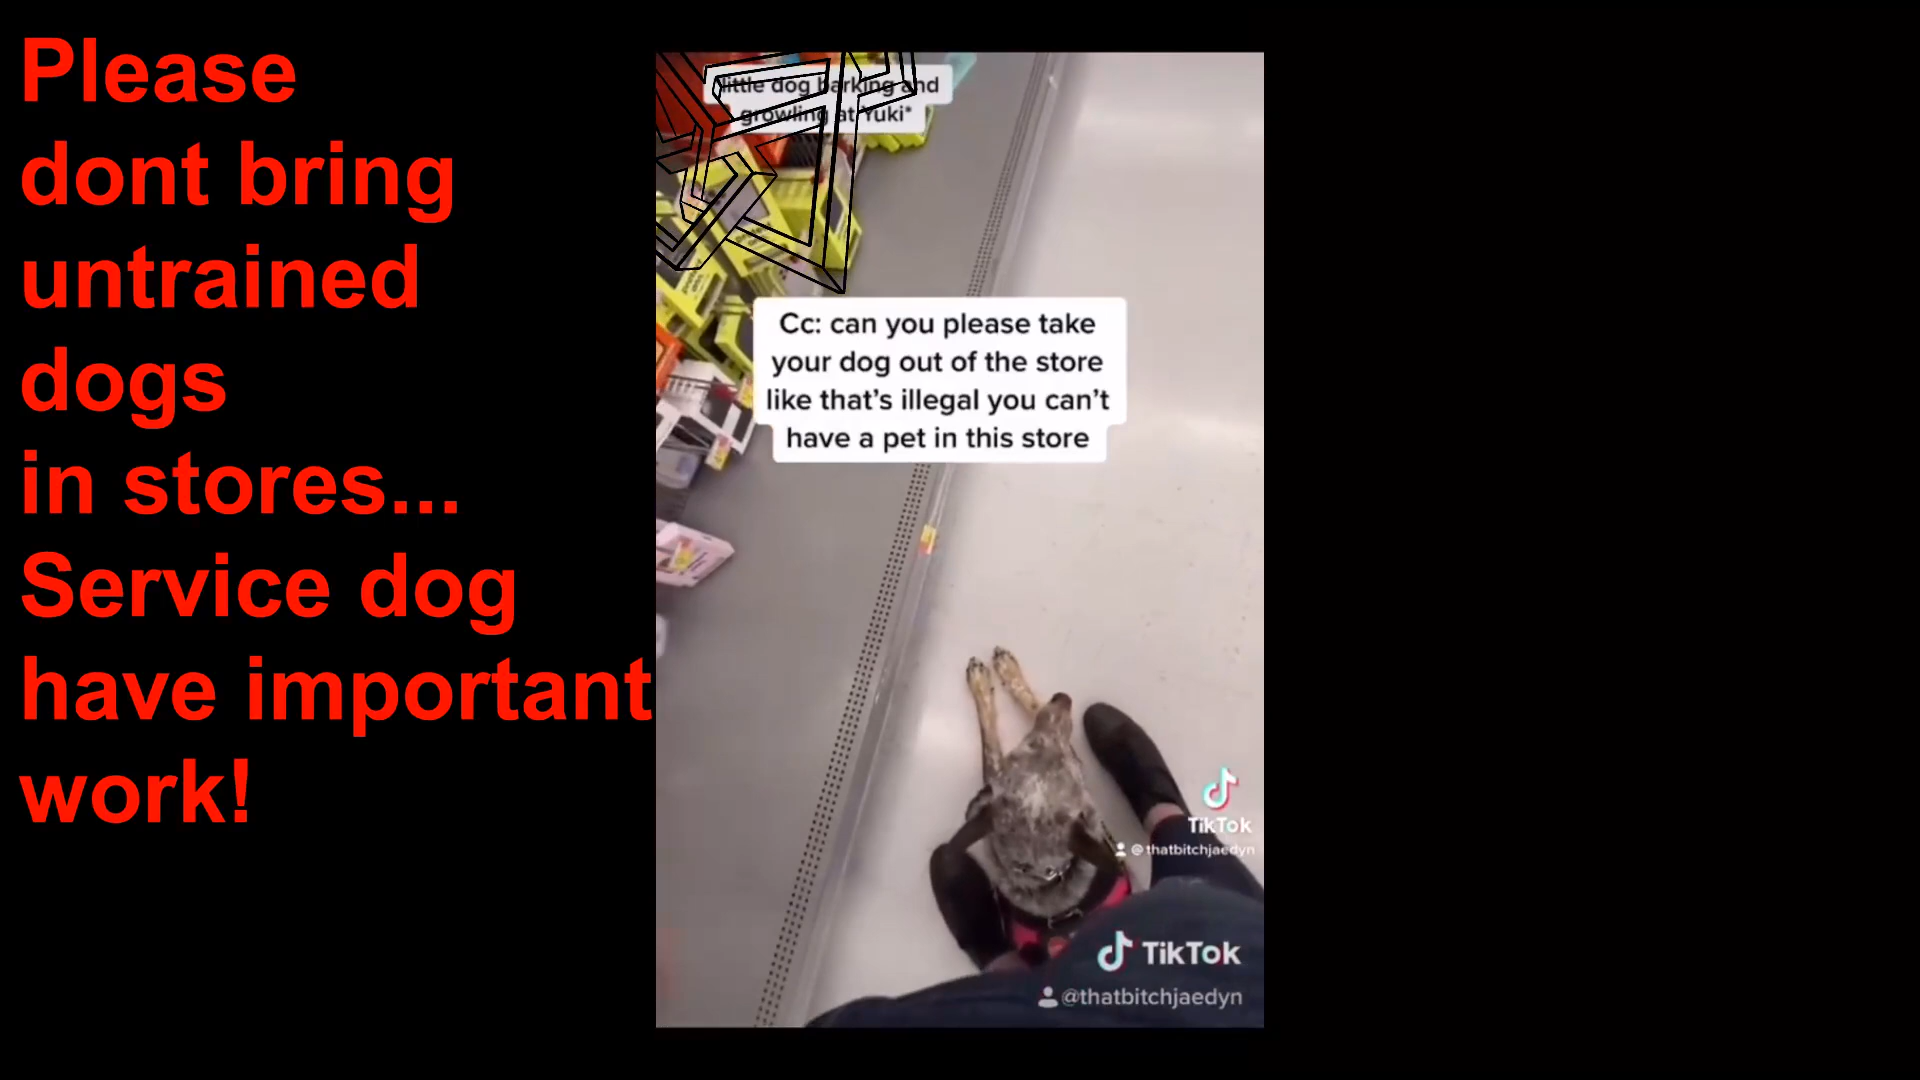 Please
dont bring
untrained
dogs
in stores...
Service dog
have important
work!
little dog barking and
growling at Yuki*
Cc: can you please take
your dog out of the store
like that’s illegal you can’t
have a pet in this store
TikTok
@thatbitchjaedyn
TikTok
@thatbitchjaedyn